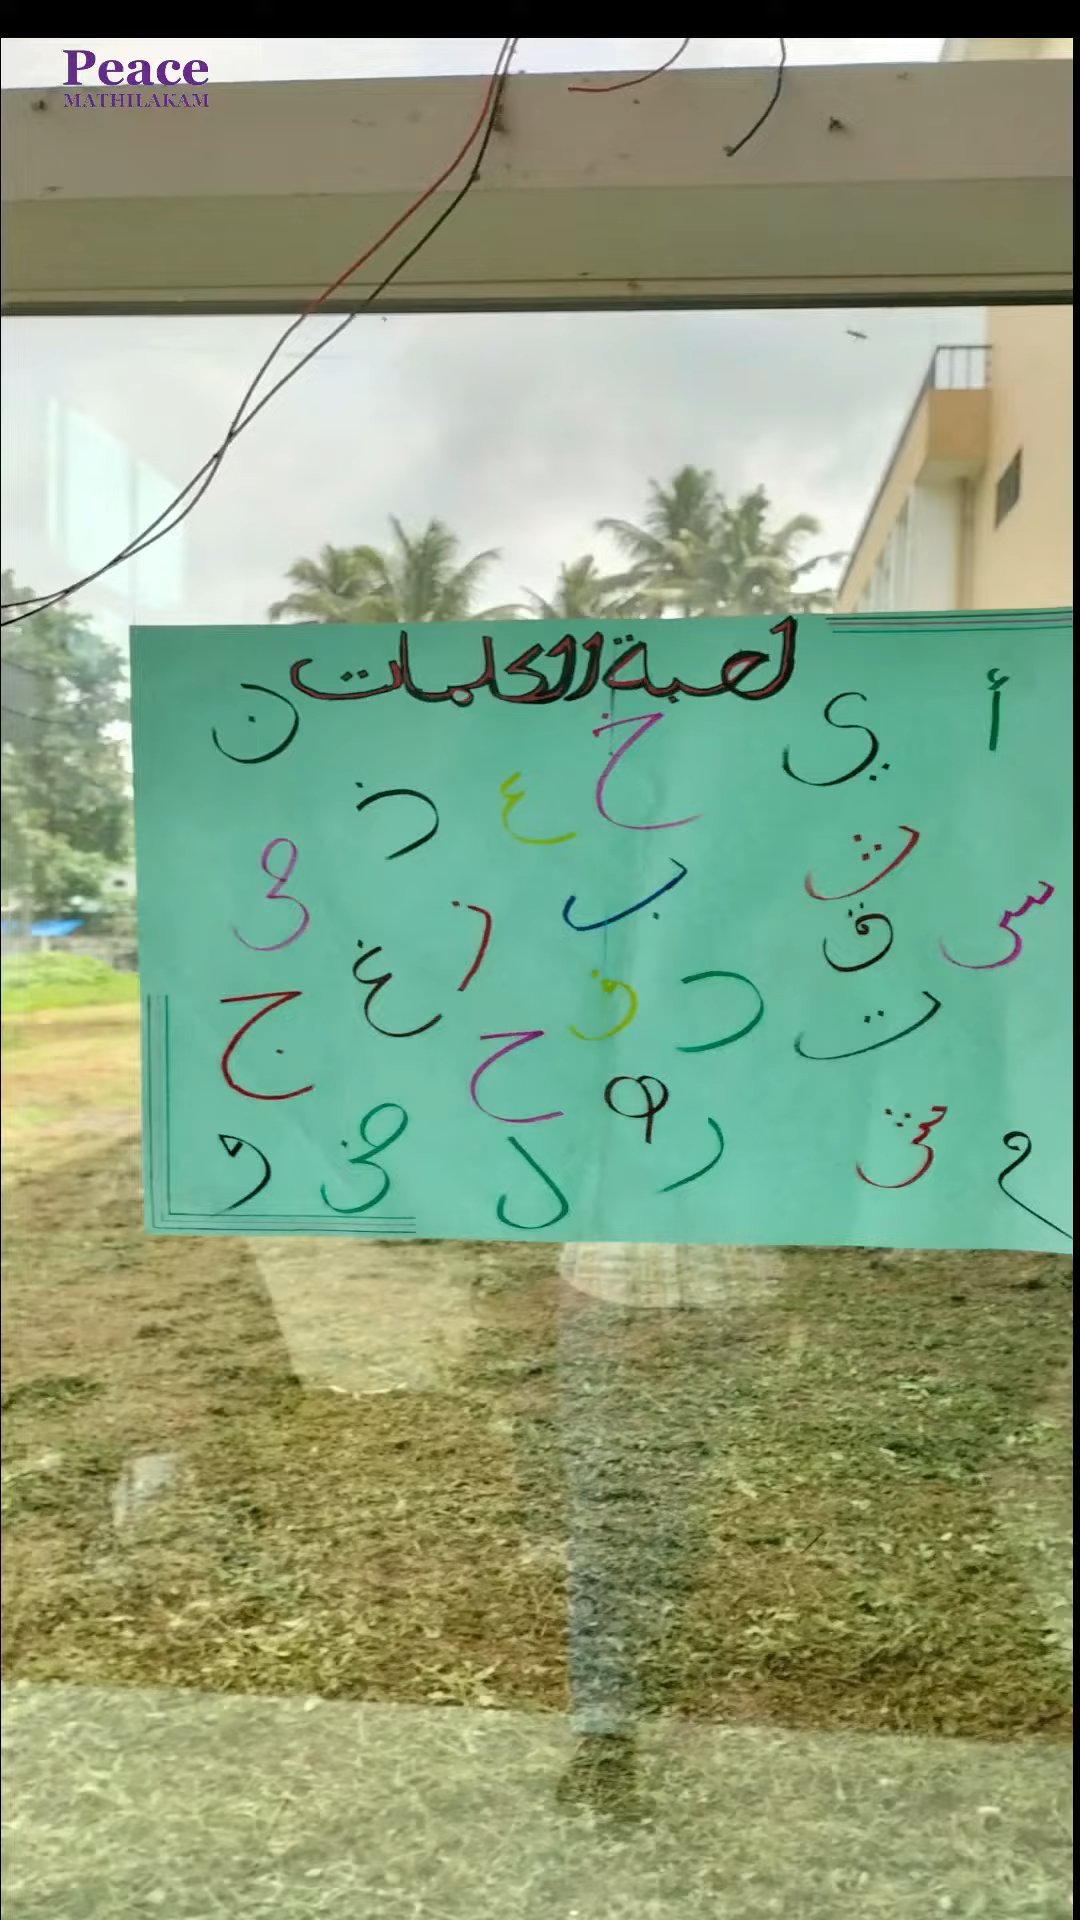 Peace
MATHILAKAM
لعبة الكلمات
أ ي خ ن
ع ذ
ث ب ص
س ق ز
ت د ف غ ج
ح
ه
م ش ر ل ض و